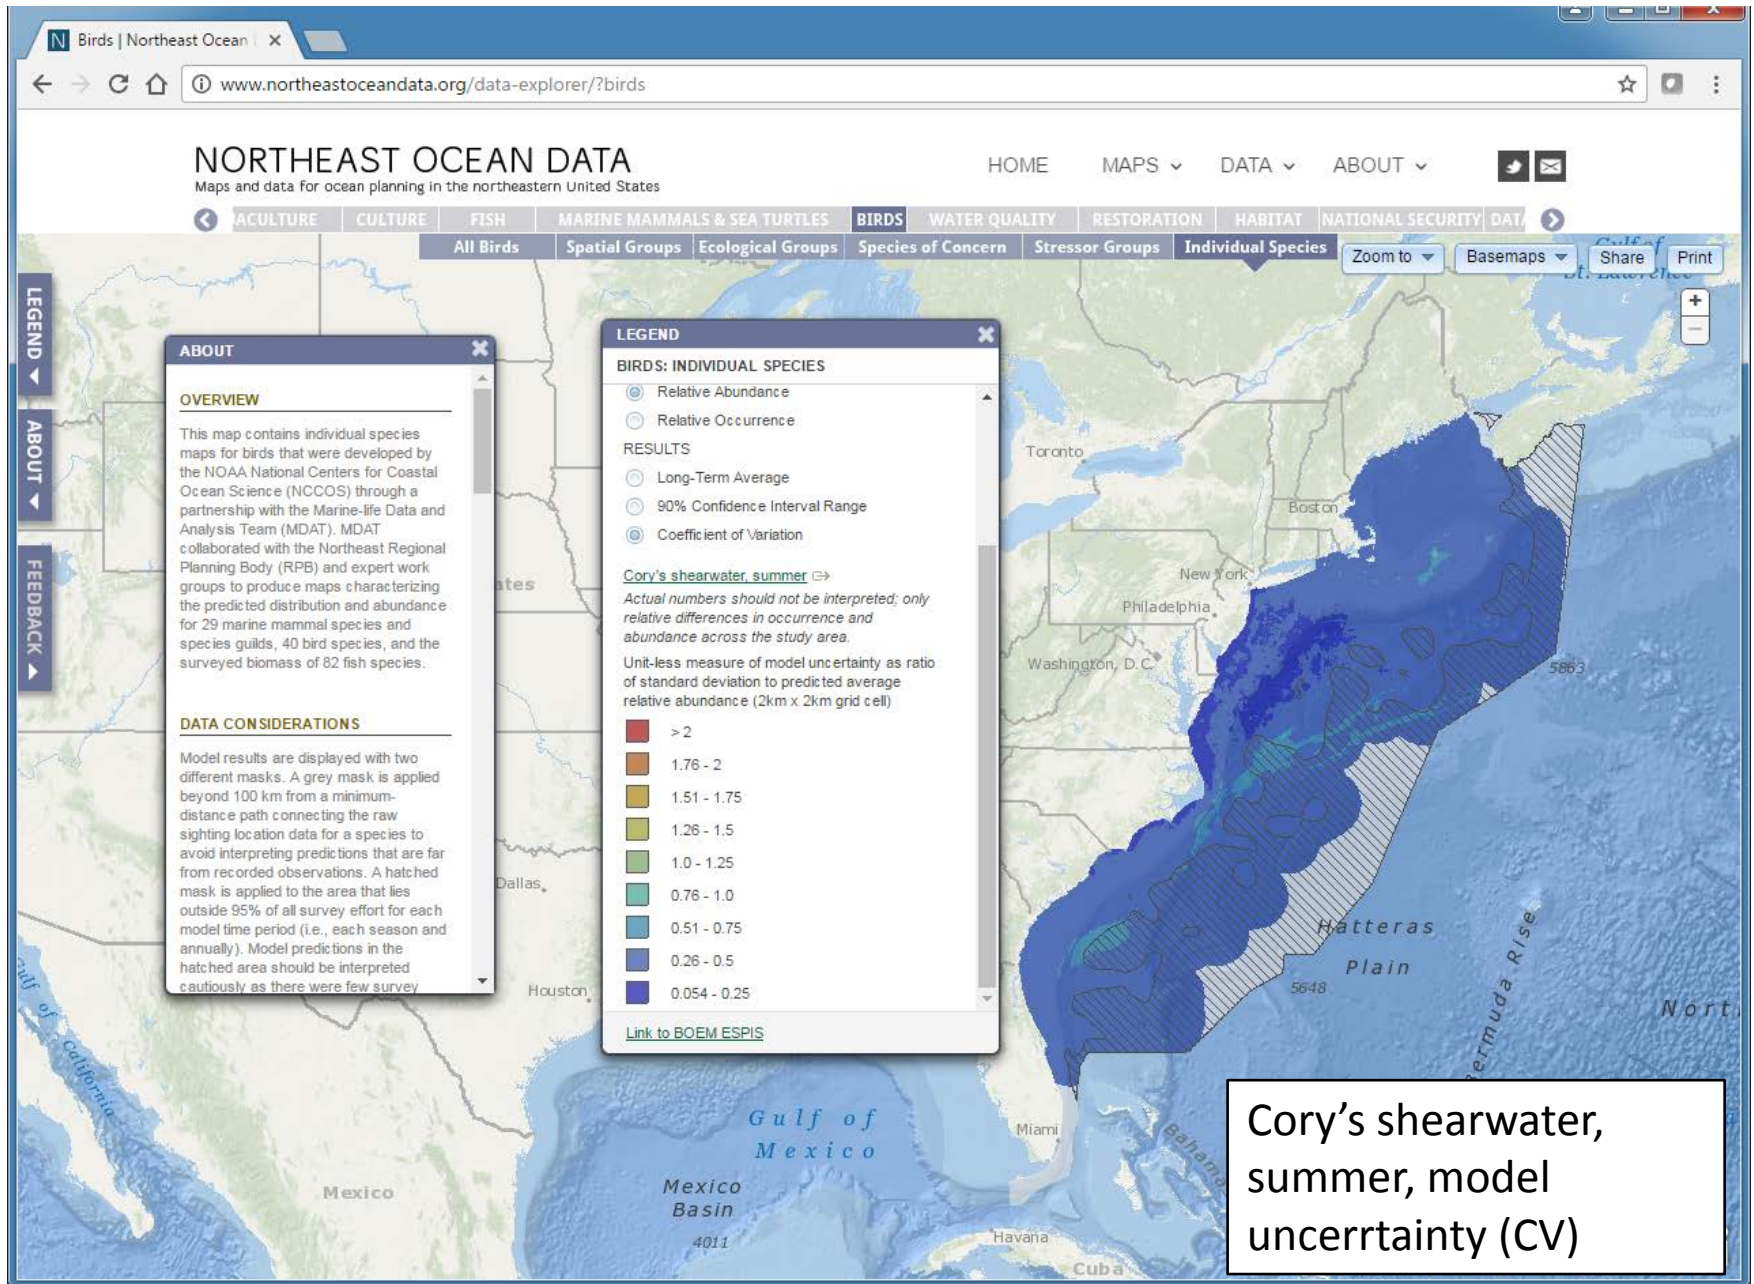 Birds | Northeast Ocean
www.northeastoceandata.org/data-explorer/?birds
NORTHEAST OCEAN DATA
Maps and data for ocean planning in the northeastern United States
HOME MAPS DATA ABOUT
ACULTURE CULTURE FISH MARINE MAMMALS & SEA TURTLES BIRDS WATER QUALITY RESTORATION HABITAT NATIONAL SECURITY DAT
All Birds Spatial Groups Ecological Groups Species of Concern Stressor Groups Individual Species
Zoom to Basemaps Share Print
Gulf of
St. Lawrence
LEGEND
ABOUT
FEEDBACK
ABOUT
OVERVIEW
This map contains individual species
maps for birds that were developed by
the NOAA National Centers for Coastal
Ocean Science (NCCOS) through a
partnership with the Marine-life Data and
Analysis Team (MDAT). MDAT
collaborated with the Northeast Regional
Planning Body (RPB) and expert work
groups to produce maps characterizing
the predicted distribution and abundance
for 29 marine mammal species and
species guilds, 40 bird species, and the
surveyed biomass of 82 fish species.
DATA CONSIDERATIONS
Model results are displayed with two
different masks. A grey mask is applied
beyond 100 km from a minimum-
distance path connecting the raw
sighting location data for a species to
avoid interpreting predictions that are far
from recorded observations. A hatched
mask is applied to the area that lies
outside 95% of all survey effort for each
model time period (i.e., each season and
annually). Model predictions in the
hatched area should be interpreted
cautiously as there were few survey
LEGEND
BIRDS: INDIVIDUAL SPECIES
Relative Abundance
Relative Occurrence
RESULTS
Long-Term Average
90% Confidence Interval Range
Coefficient of Variation
Cory's shearwater, summer
Actual numbers should not be interpreted; only
relative differences in occurrence and
abundance across the study area.
Unit-less measure of model uncertainty as ratio
of standard deviation to predicted average
relative abundance (2km x 2km grid cell)
> 2
1.76 - 2
1.51 - 1.75
1.26 - 1.5
1.0 - 1.25
0.76 - 1.0
0.51 - 0.75
0.26 - 0.5
0.054 - 0.25
Link to BOEM ESPIS
Toronto
Boston
New York
Philadelphia
Washington, D.C.
ates
Dallas
Houston
5863
Hatteras
Plain
5648
Bermuda Rise
Nort
Gulf of
California
Gulf of
Mexico
Mexico
Mexico
Basin
4011
Miami
Havana
Cuba
Cory's shearwater,
summer, model
uncerrtainty (CV)